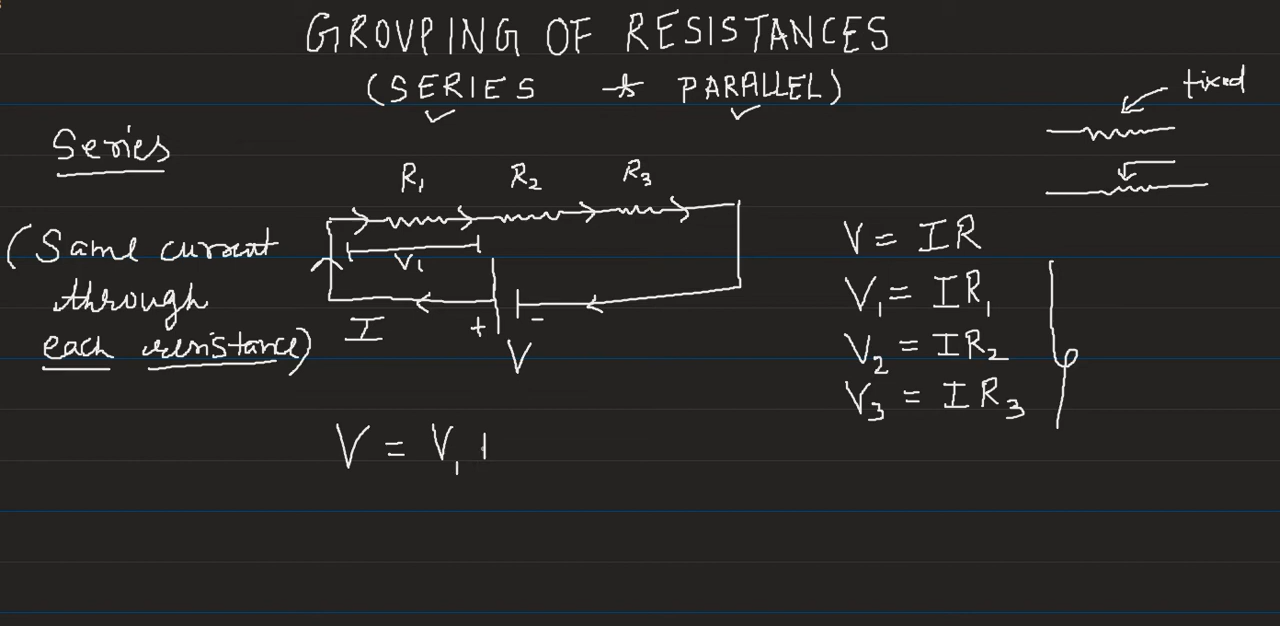 GROUPING OF RESISTANCES
(SERIES & PARALLEL)
fixed
Series
R1 R2 R3
(Same current
through
each resistance)
V1
I + -
V
V = IR
V1 = IR1
V2 = IR2
V3 = IR3
V = V1 +